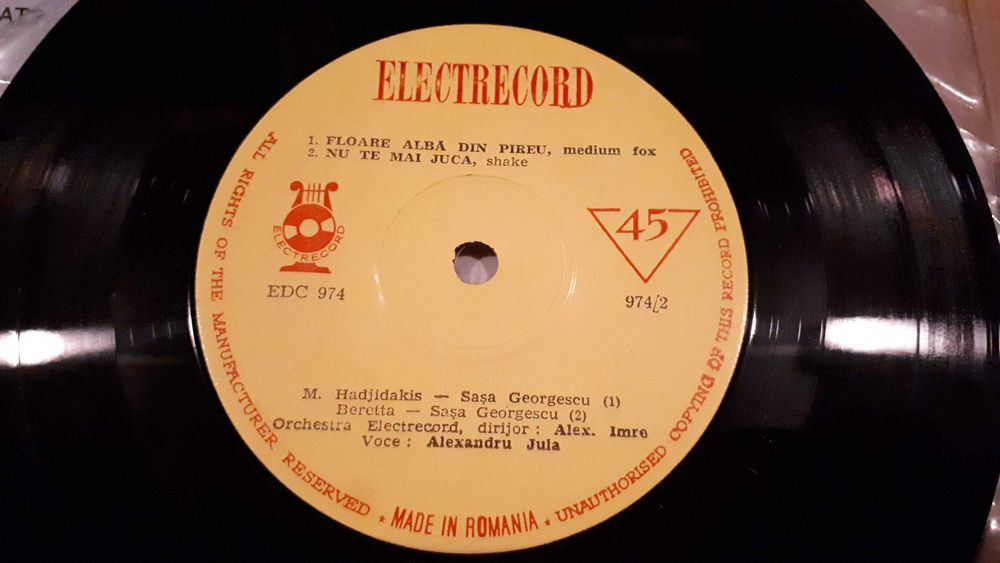 AT
ELECTRECORD
1. FLOARE ALBĂ DIN PIREU, medium fox
2. NU TE MAI JUCA, shake
ELECTRECORD
EDC 974
45
974/2
M. Hadjidakis — Sașa Georgescu (1)
Beretta — Sașa Georgescu (2)
Orchestra Electrecord, dirijor : Alex. Imre
Voce : Alexandru Jula
ALL RIGHTS OF THE MANUFACTURER RESERVED * MADE IN ROMANIA * UNAUTHORISED COPYING OF THIS RECORD PROHIBITED